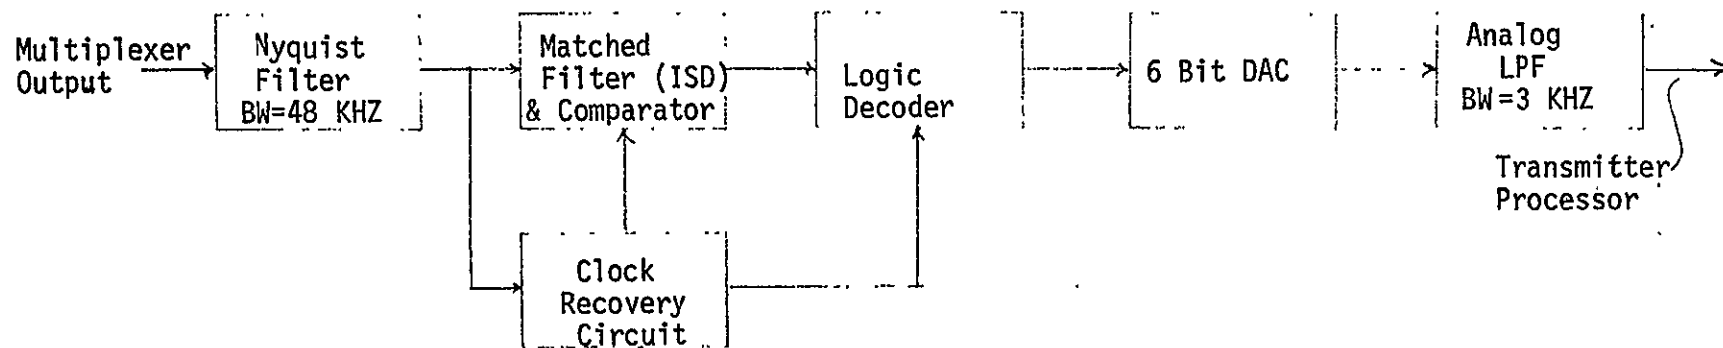 Multiplexer
Output
Nyquist
Filter
BW=48 KHZ
Matched
Filter (ISD)
& Comparator
Logic
Decoder
6 Bit DAC
Analog
LPF
BW=3 KHZ
Transmitter
Processor
Clock
Recovery
Circuit